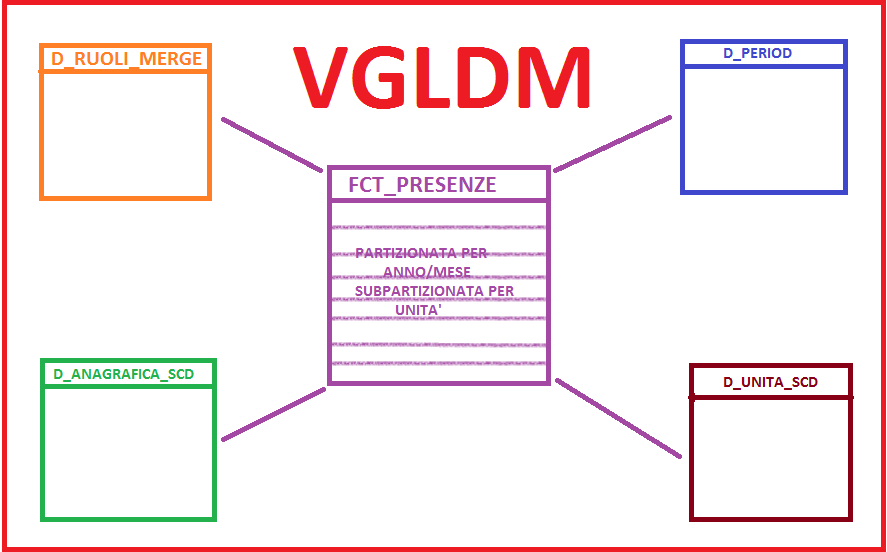 VGLDM
D_RUOLI_MERGE
D_PERIOD
FCT_PRESENZE
PARTIZIONATA PER
ANNO/MESE
SUBPARTIZIONATA PER
UNITA'
D_ANAGRAFICA_SCD
D_UNITA_SCD